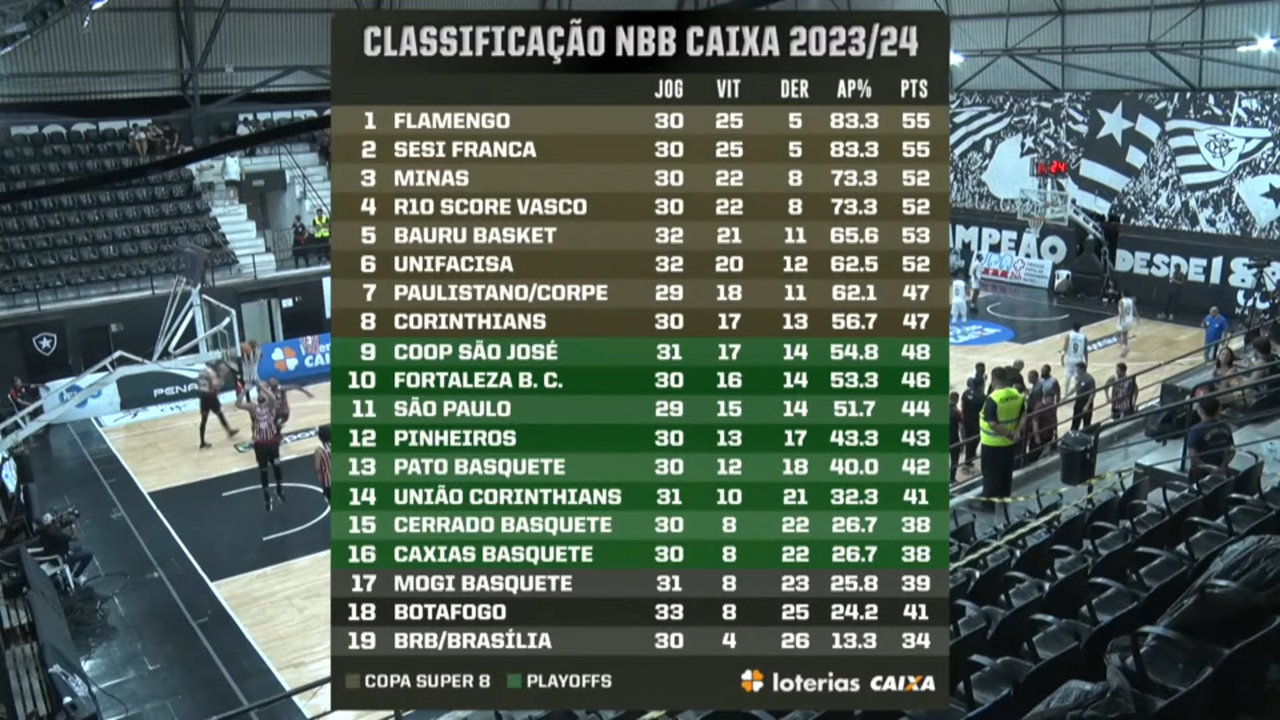 CLASSIFICAÇÃO NBB CAIXA 2023/24
JOG VIT DER AP% PTS
1 FLAMENGO 30 25 5 83.3 55
2 SESI FRANCA 30 25 5 83.3 55
3 MINAS 30 22 8 73.3 52
4 R10 SCORE VASCO 30 22 8 73.3 52
5 BAURU BASKET 32 21 11 65.6 53
6 UNIFACISA 32 20 12 62.5 52
7 PAULISTANO/CORPE 29 18 11 62.1 47
8 CORINTHIANS 30 17 13 56.7 47
9 COOP SÃO JOSÉ 31 17 14 54.8 48
10 FORTALEZA B. C. 30 16 14 53.3 46
11 SÃO PAULO 29 15 14 51.7 44
12 PINHEIROS 30 13 17 43.3 43
13 PATO BASQUETE 30 12 18 40.0 42
14 UNIÃO CORINTHIANS 31 10 21 32.3 41
15 CERRADO BASQUETE 30 8 22 26.7 38
16 CAXIAS BASQUETE 30 8 22 26.7 38
17 MOGI BASQUETE 31 8 23 25.8 39
18 BOTAFOGO 33 8 25 24.2 41
19 BRB/BRASÍLIA 30 4 26 13.3 34
COPA SUPER 8 PLAYOFFS
loterias CAIXA
24
MPEÃO
DESDE 18
PENA